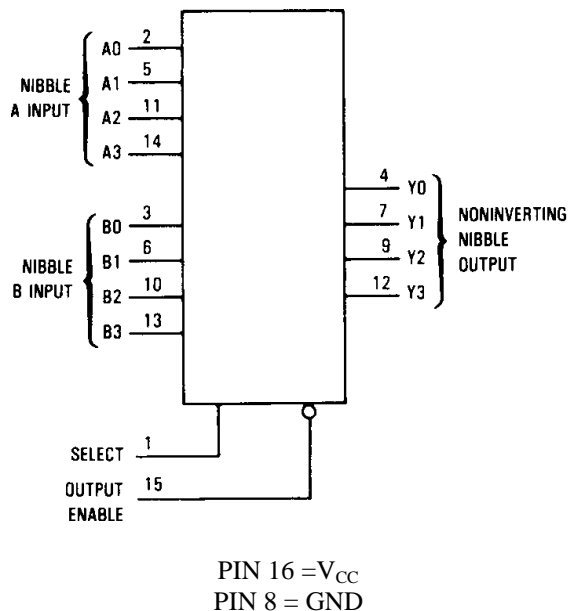 NIBBLE
A INPUT
A0 2
A1 5
A2 11
A3 14
NIBBLE
B INPUT
B0 3
B1 6
B2 10
B3 13
4 Y0
7 Y1
9 Y2
12 Y3
NONINVERTING
NIBBLE
OUTPUT
SELECT 1
OUTPUT
ENABLE
15
PIN 16 =VCC
PIN 8 = GND